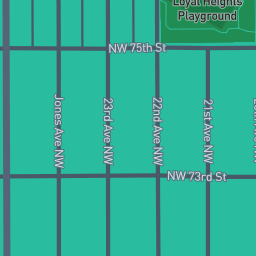 Loyal Heights
Playground
NW 75th St
Jones Ave NW
23rd Ave NW
22nd Ave NW
21st Ave NW
NW 73rd St